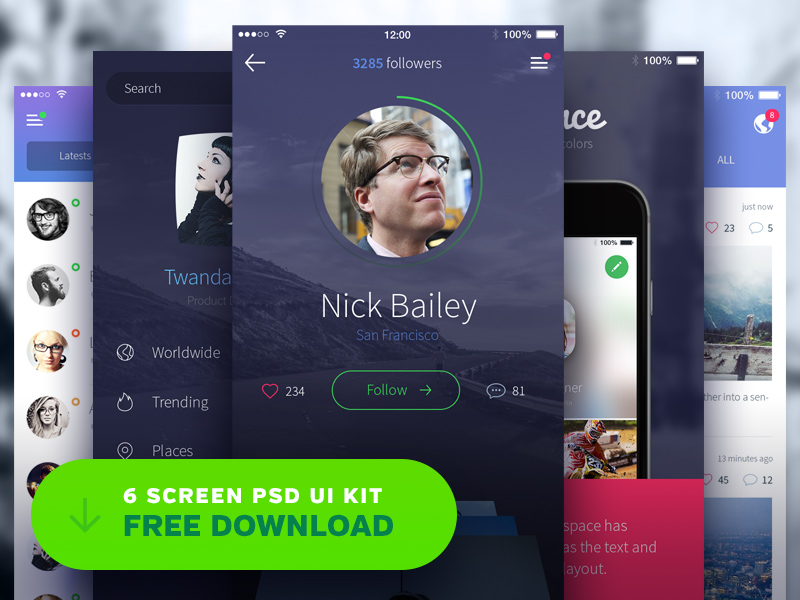 12:00
100%
3285 followers
Nick Bailey
San Francisco
234
Follow
81
Search
Twanda
Product
Worldwide
Trending
Places
Latests
100%
colors
100%
space has
as the text and
layout.
100%
8
ALL
just now
23
5
ther into a sen-
13 minutes ago
45
12
6 SCREEN PSD UI KIT
FREE DOWNLOAD